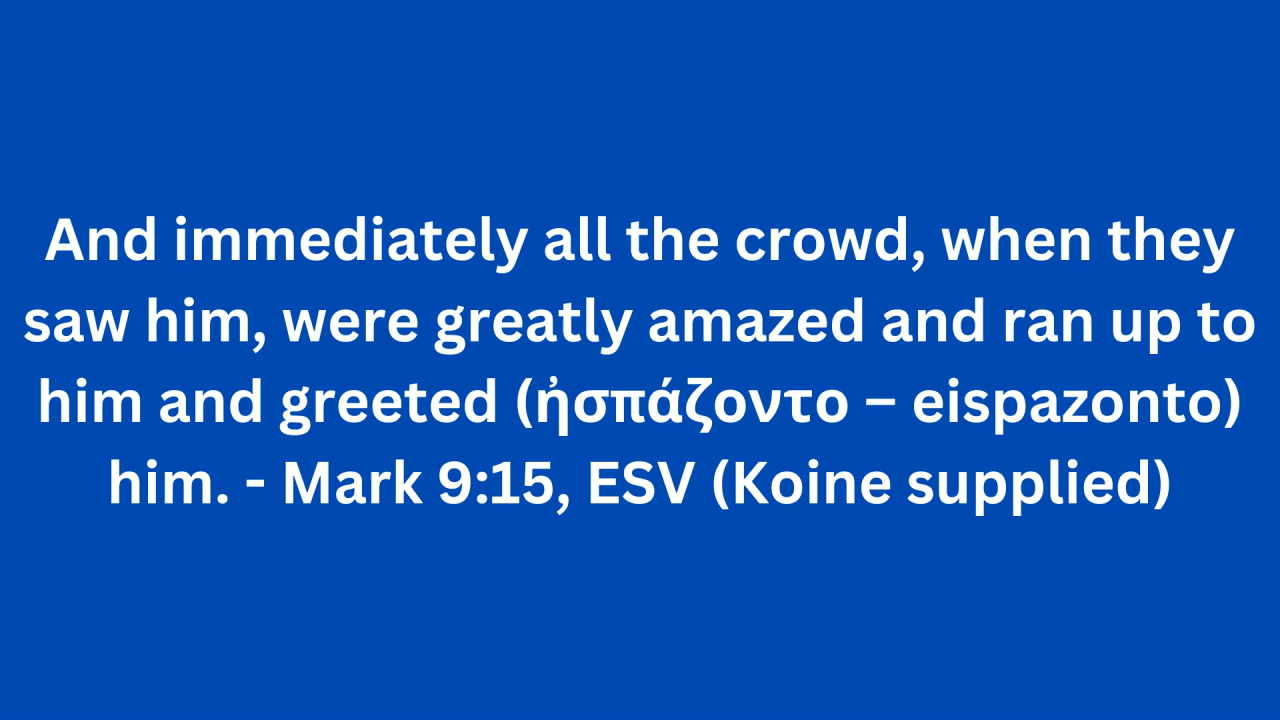 And immediately all the crowd, when they
saw him, were greatly amazed and ran up to
him and greeted (ἠσπάζοντο – eispazonto)
him. - Mark 9:15, ESV (Koine supplied)